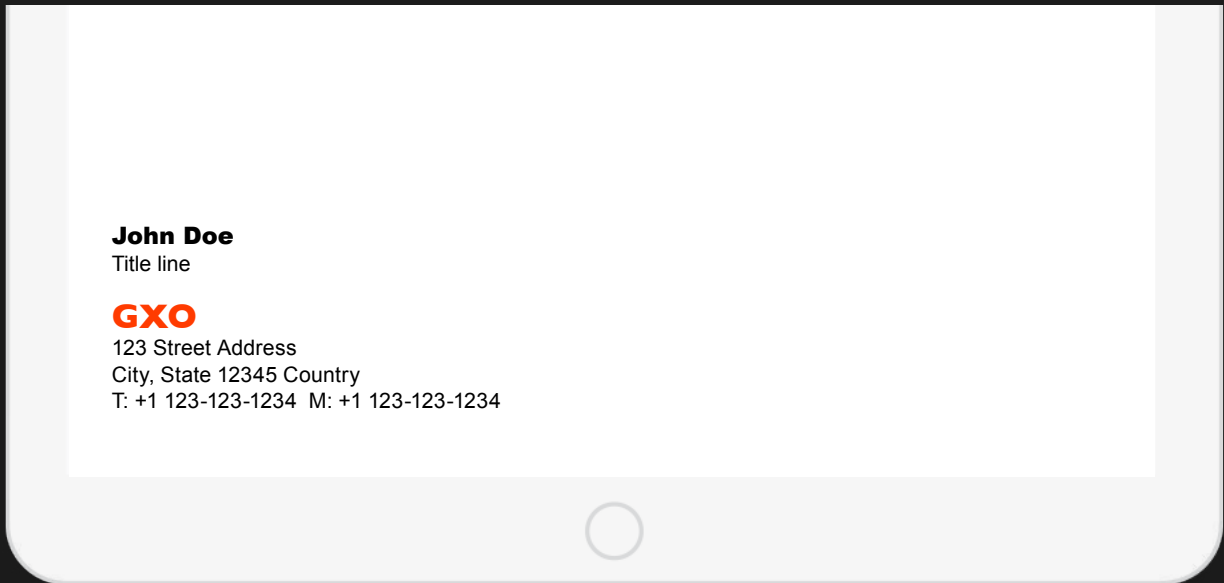 John Doe
Title line
GXO
123 Street Address
City, State 12345 Country
T: +1 123-123-1234  M: +1 123-123-1234